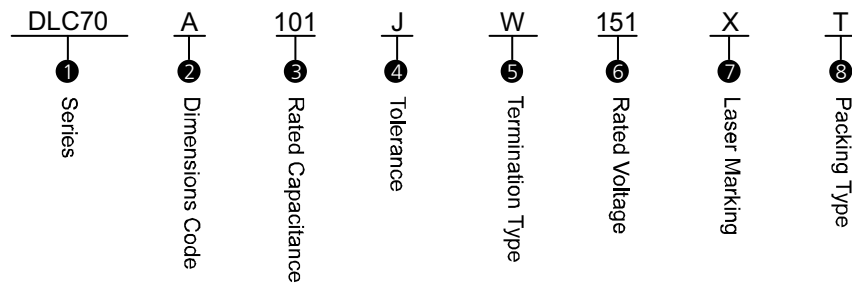 DLC70 A 101 J W 151 X T
1 2 3 4 5 6 7 8
Series
Dimensions Code
Rated Capacitance
Tolerance
Termination Type
Rated Voltage
Laser Marking
Packing Type